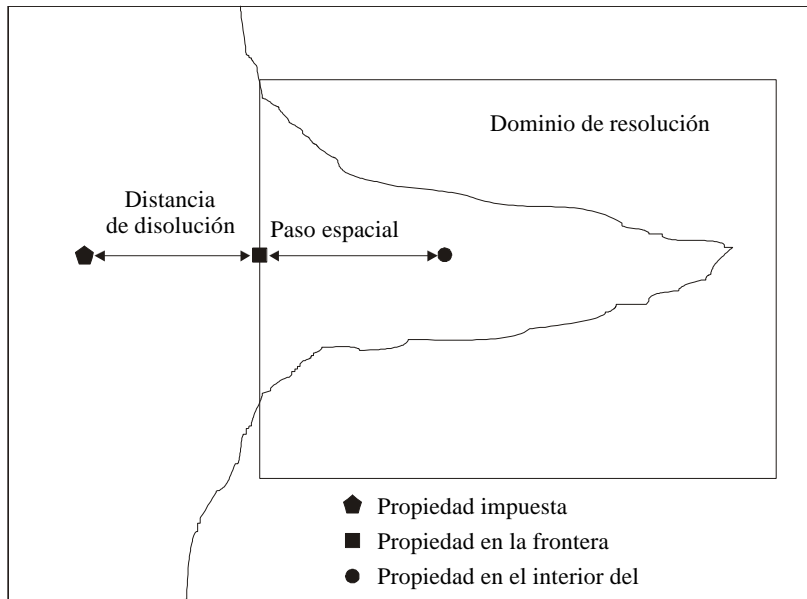 Dominio de resolución
Distancia
de disolución
Paso espacial
Propiedad impuesta
Propiedad en la frontera
Propiedad en el interior del